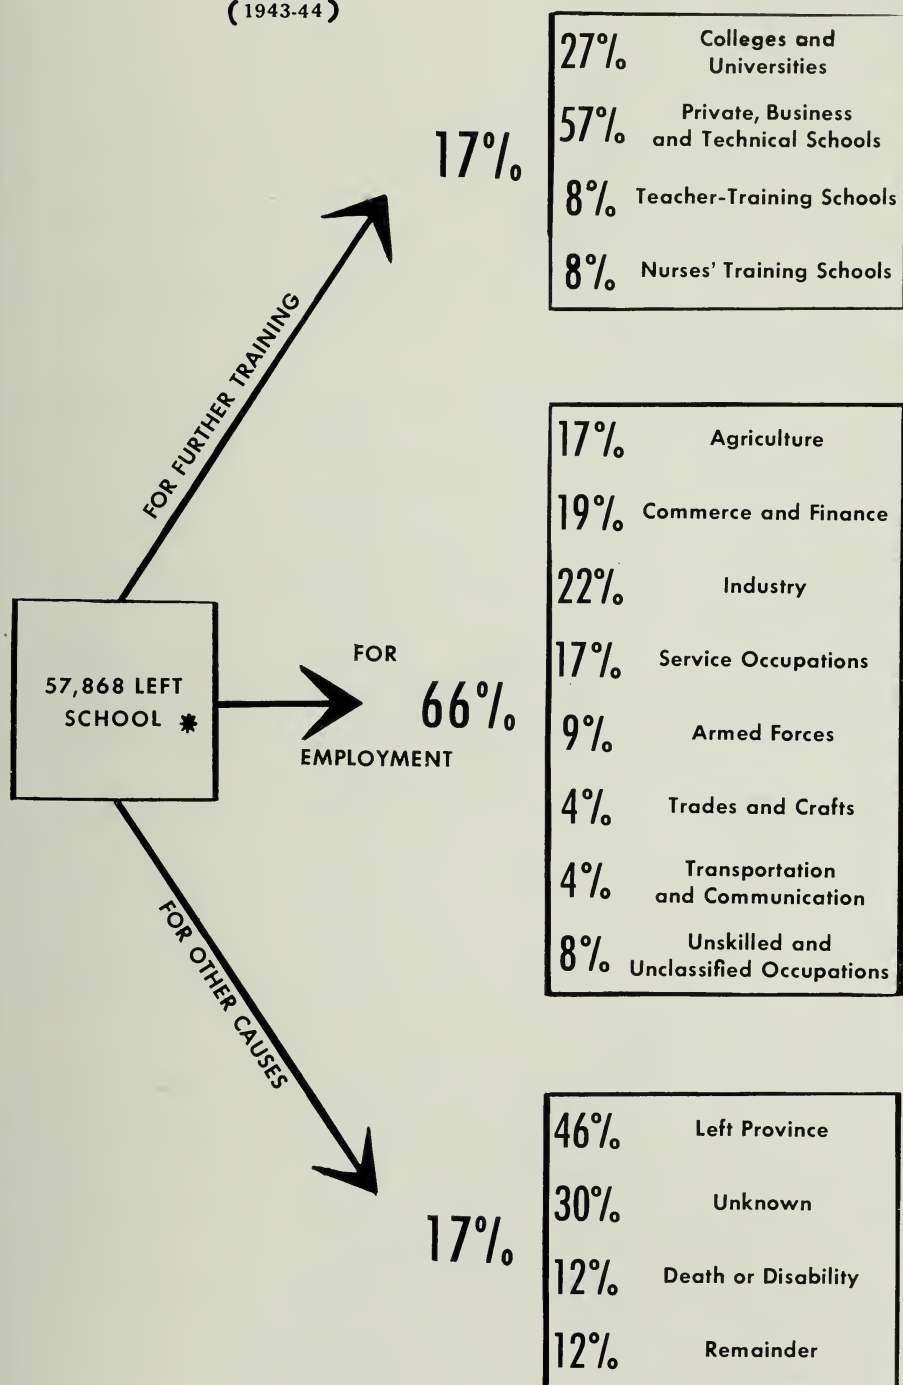 (1943-44)
27% Colleges and
Universities
57% Private, Business
and Technical Schools
8% Teacher-Training Schools
8% Nurses' Training Schools
17%
FOR FURTHER TRAINING
17% Agriculture
19% Commerce and Finance
22% Industry
17% Service Occupations
9% Armed Forces
4% Trades and Crafts
4% Transportation
and Communication
8% Unskilled and
Unclassified Occupations
57,868 LEFT
SCHOOL *
FOR
EMPLOYMENT
66%
FOR OTHER CAUSES
17%
46% Left Province
30% Unknown
12% Death or Disability
12% Remainder